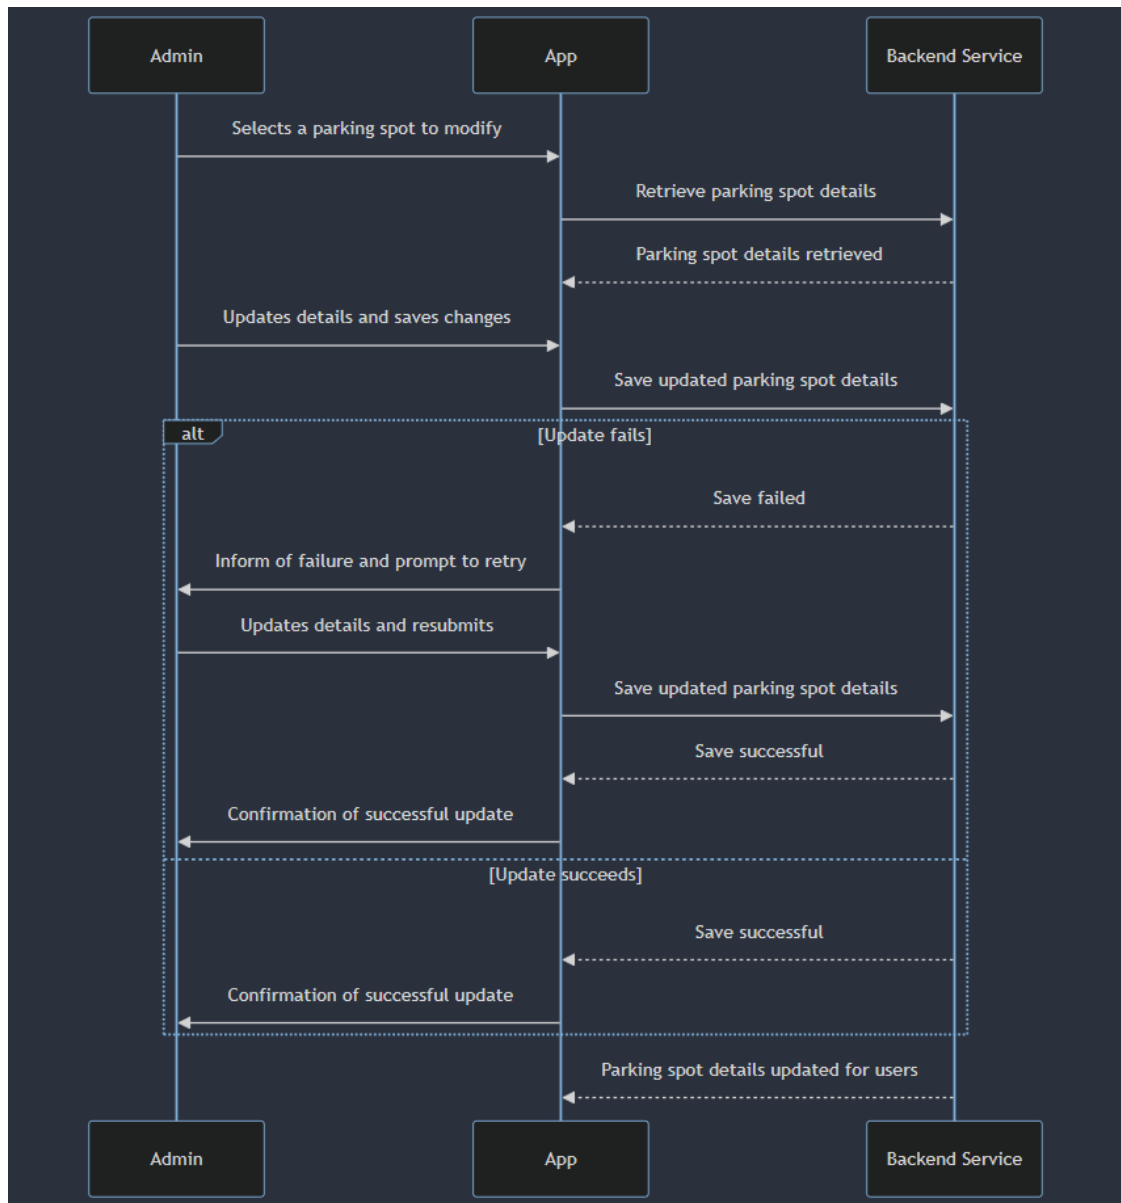 Admin
App
Backend Service
Selects a parking spot to modify
Retrieve parking spot details
Parking spot details retrieved
Updates details and saves changes
Save updated parking spot details
alt
[Update fails]
Save failed
Inform of failure and prompt to retry
Updates details and resubmits
Save updated parking spot details
Save successful
Confirmation of successful update
[Update succeeds]
Save successful
Confirmation of successful update
Parking spot details updated for users
Admin
App
Backend Service